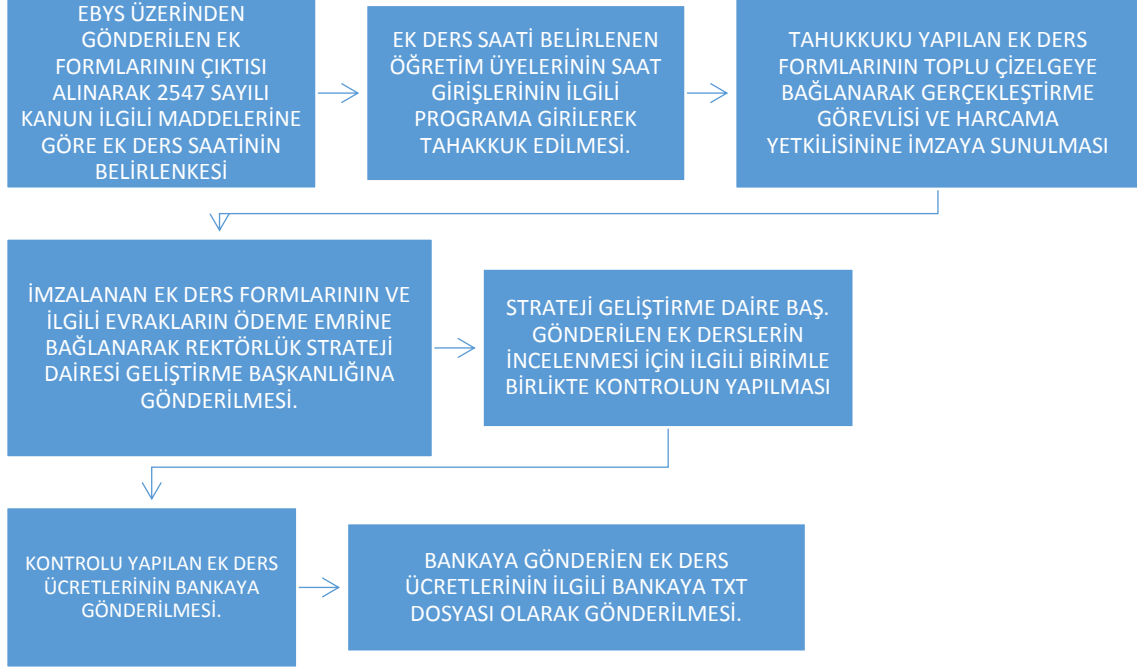 EBYS ÜZERİNDEN
GÖNDERİLEN EK
FORMLARININ ÇIKTISI
ALINARAK 2547 SAYILI
KANUN İLGİLİ MADDELERİNE
GÖRE EK DERS SAATİNİN
BELİRLENKESİ
EK DERS SAATİ BELİRLENEN
ÖĞRETİM ÜYELERİNİN SAAT
GİRİŞLERİNİN İLGİLİ
PROGRAMA GİRİLEREK
TAHAKKUK EDİLMESİ.
TAHUKKUKU YAPILAN EK DERS
FORMLARININ TOPLU ÇİZELGEYE
BAĞLANARAK GERÇEKLEŞTİRME
GÖREVLİSİ VE HARCAMA
YETKİLİSİNİNE İMZAYA SUNULMASI
İMZALANAN EK DERS FORMLARININ VE
İLGİLİ EVRAKLARIN ÖDEME EMRİNE
BAĞLANARAK REKTÖRLÜK STRATEJİ
DAİRESİ GELİŞTİRME BAŞKANLIĞINA
GÖNDERİLMESİ.
STRATEJİ GELİŞTİRME DAİRE BAŞ.
GÖNDERİLEN EK DERSLERİN
İNCELENMESİ İÇİN İLGİLİ BİRİMLE
BİRLİKTE KONTROLUN YAPILMASI
KONTROLU YAPILAN EK DERS
ÜCRETLERİNİN BANKAYA
GÖNDERİLMESİ.
BANKAYA GÖNDERİEN EK DERS
ÜCRETLERİNİN İLGİLİ BANKAYA TXT
DOSYASI OLARAK GÖNDERİLMESİ.